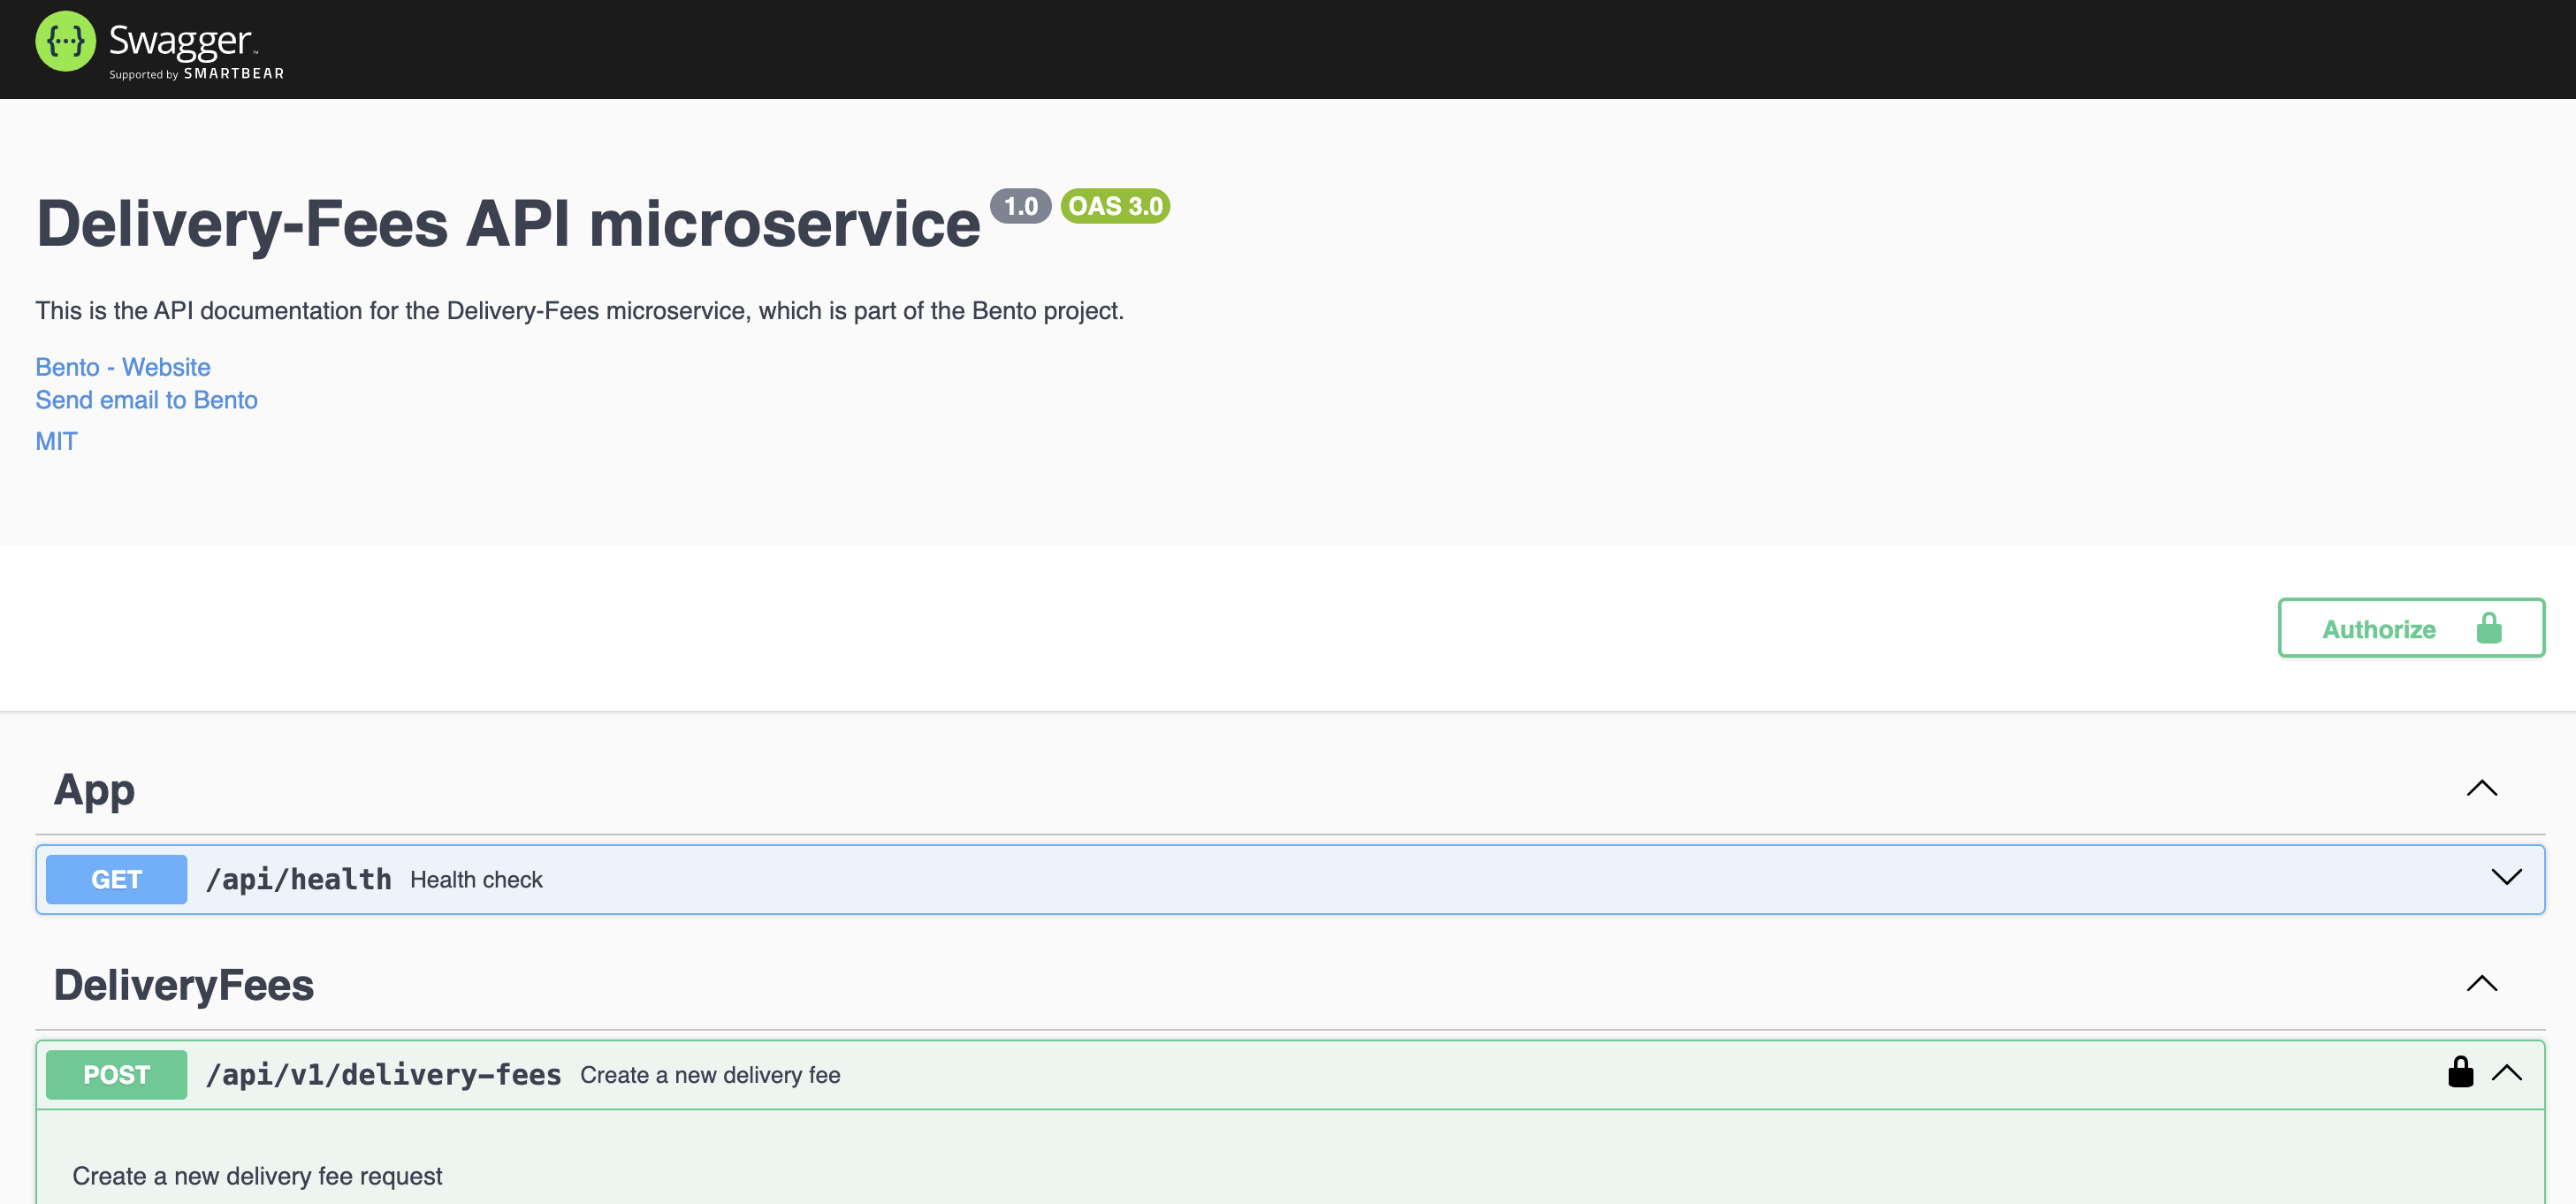 {···} Swagger™
Supported by SMARTBEAR
Delivery-Fees API microservice 1.0 OAS 3.0
This is the API documentation for the Delivery-Fees microservice, which is part of the Bento project.
Bento - Website
Send email to Bento
MIT
Authorize
App
GET /api/health Health check
DeliveryFees
POST /api/v1/delivery-fees Create a new delivery fee
Create a new delivery fee request